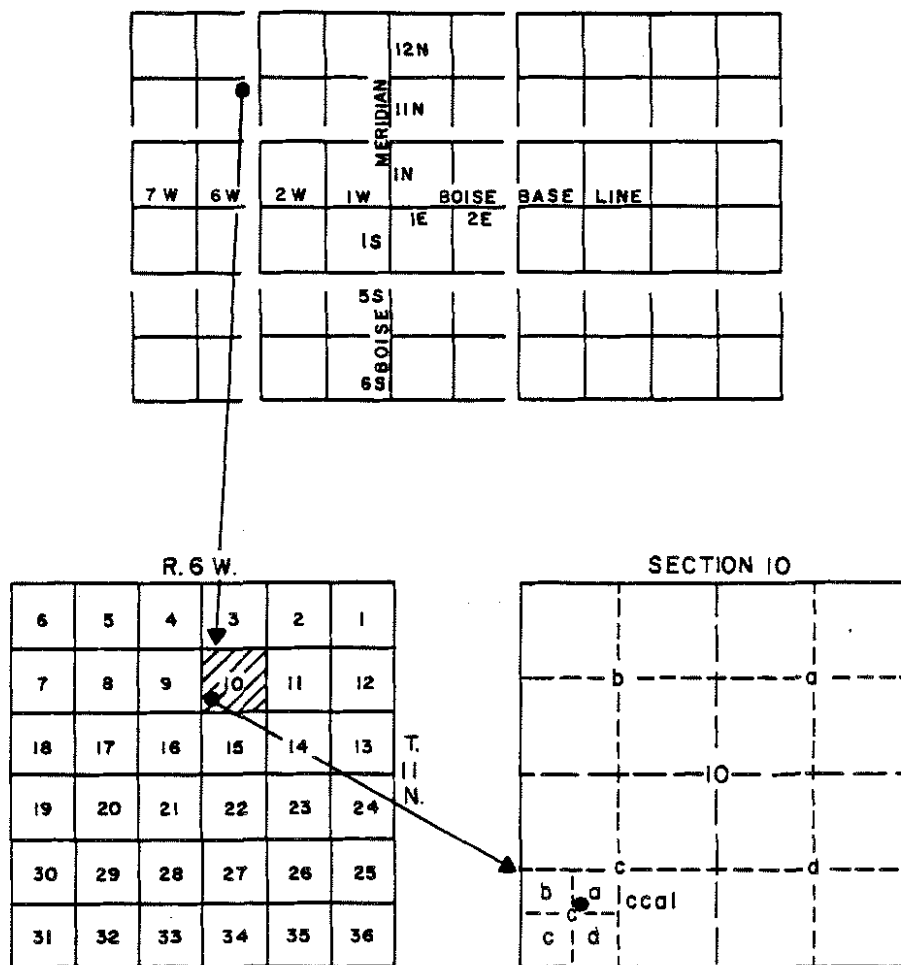 12N
MERIDIAN
11N
1N
7 W 6 W 2 W 1W BOISE BASE LINE
1E 2E
1S
5S
BOISE
6S
R. 6 W.
6 5 4 3 2 1
7 8 9 10 11 12
18 17 16 15 14 13
19 20 21 22 23 24
30 29 28 27 26 25
31 32 33 34 35 36
T.
11
N.
SECTION 10
b a
10
c d
b a
c
c d
cca1